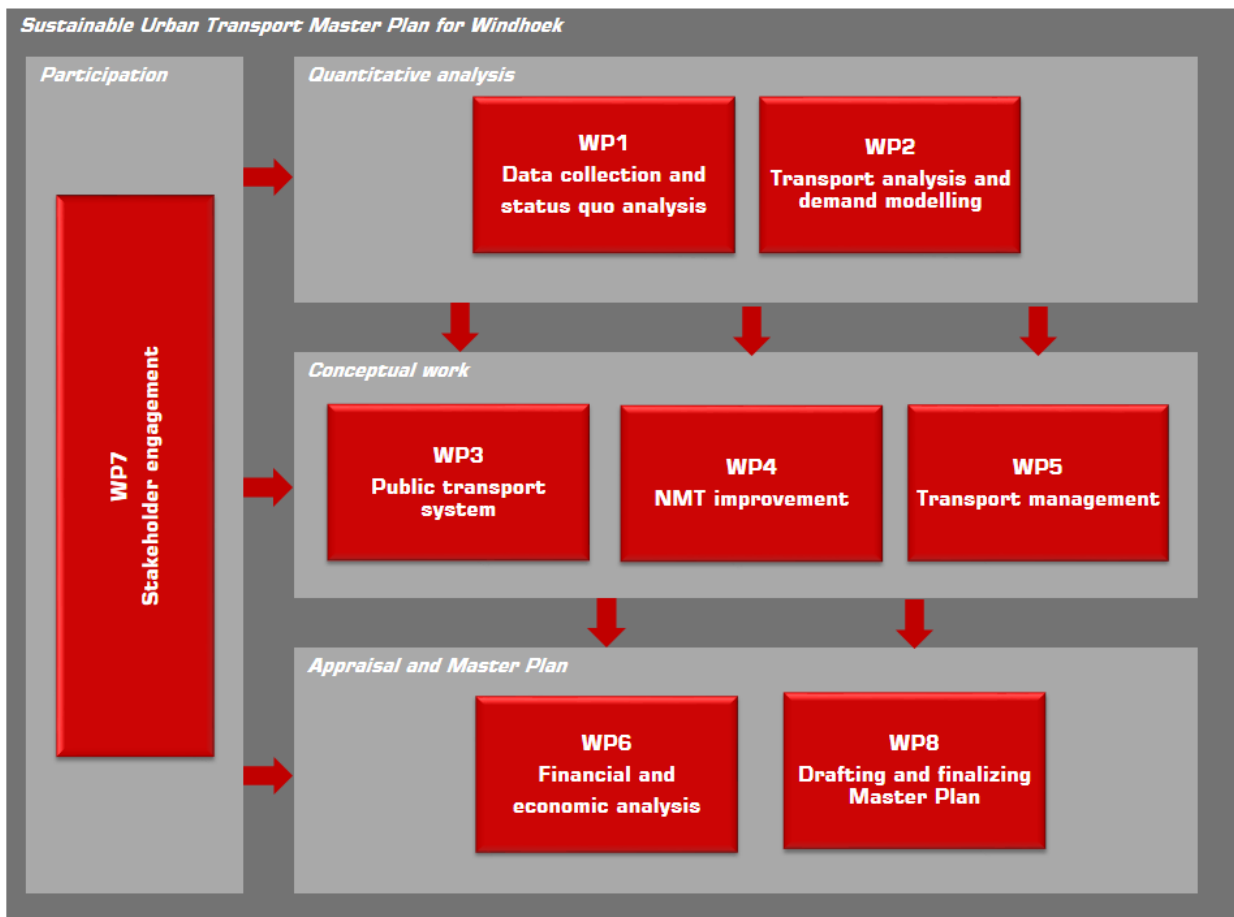 Sustainable Urban Transport Master Plan for Windhoek
Participation
WP7
Stakeholder engagement
Quantitative analysis
WP1
Data collection and
status quo analysis
WP2
Transport analysis and
demand modelling
Conceptual work
WP3
Public transport
system
WP4
NMT improvement
WP5
Transport management
Appraisal and Master Plan
WP6
Financial and
economic analysis
WP8
Drafting and finalizing
Master Plan